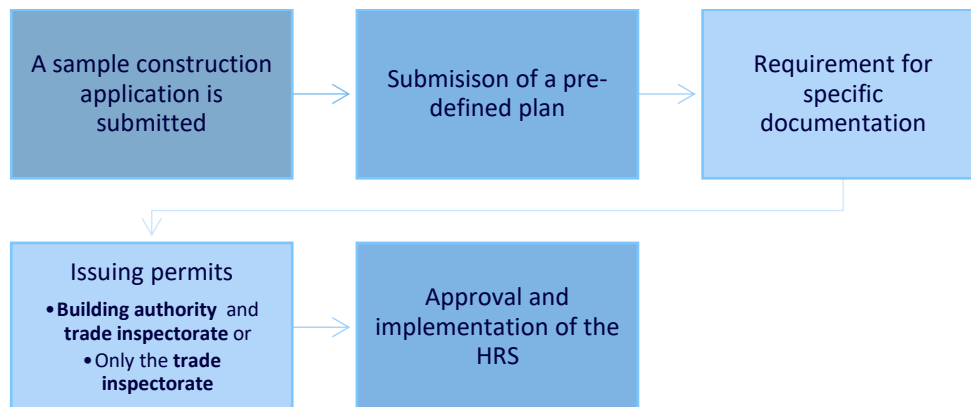 A sample construction
application is
submitted
Submisison of a pre-
defined plan
Requirement for
specific
documentation
Issuing permits
•Building authority and
trade inspectorate or
•Only the trade
inspectorate
Approval and
implementation of the
HRS